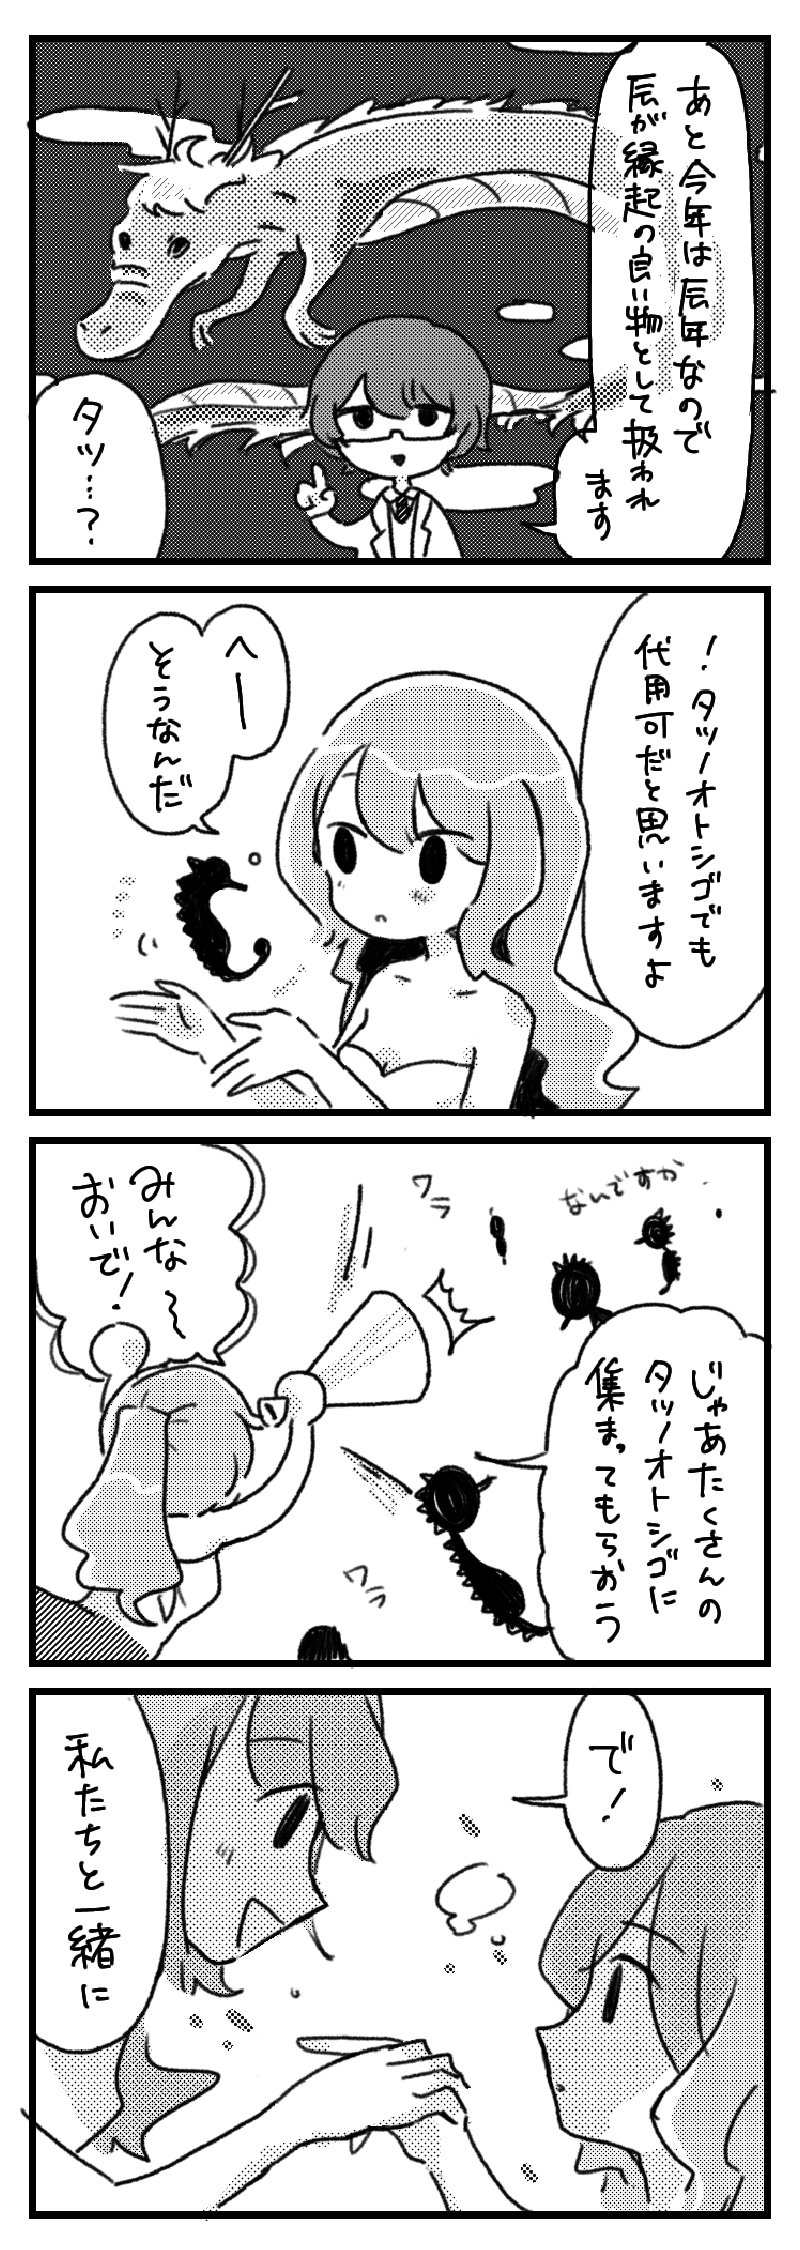 あと今年は辰年なので
辰が縁起の良い物として扱われ
ます
タツ…?
!タツノオトシゴでも
代用可だと思いますよ
へー
そうなんだ
なんですか
ワラ
みんな〜
おいで!
じゃあたくさんの
タツノオトシゴに
集まってもらおう
ワラ
で!
私たちと一緒に